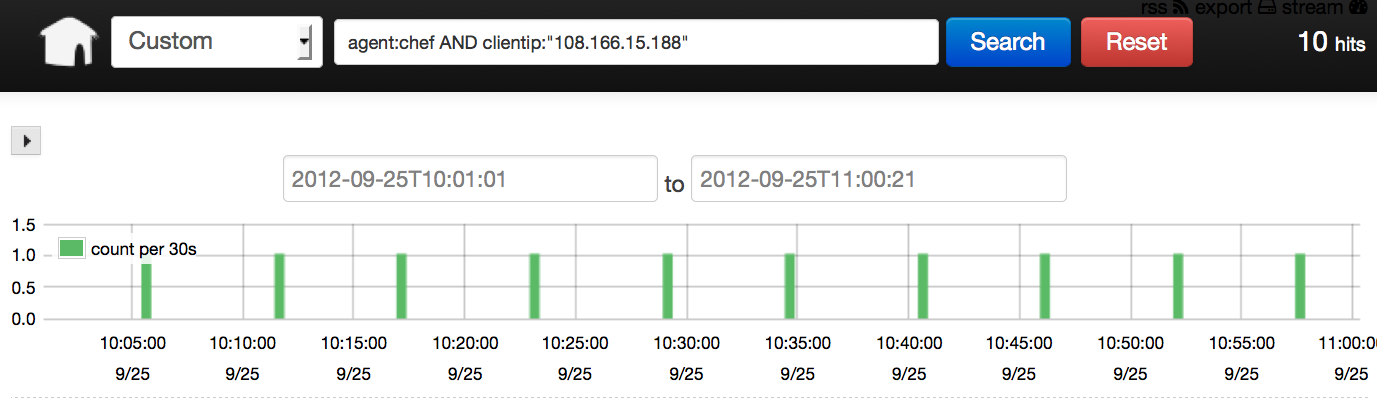 rss export stream
Custom
agent:chef AND clientip:"108.166.15.188"
Search
Reset
10 hits
2012-09-25T10:01:01 to 2012-09-25T11:00:21
1.5
count per 30s
1.0
0.5
0.0
10:05:00 10:10:00 10:15:00 10:20:00 10:25:00 10:30:00 10:35:00 10:40:00 10:45:00 10:50:00 10:55:00 11:00:0
9/25 9/25 9/25 9/25 9/25 9/25 9/25 9/25 9/25 9/25 9/25 9/25